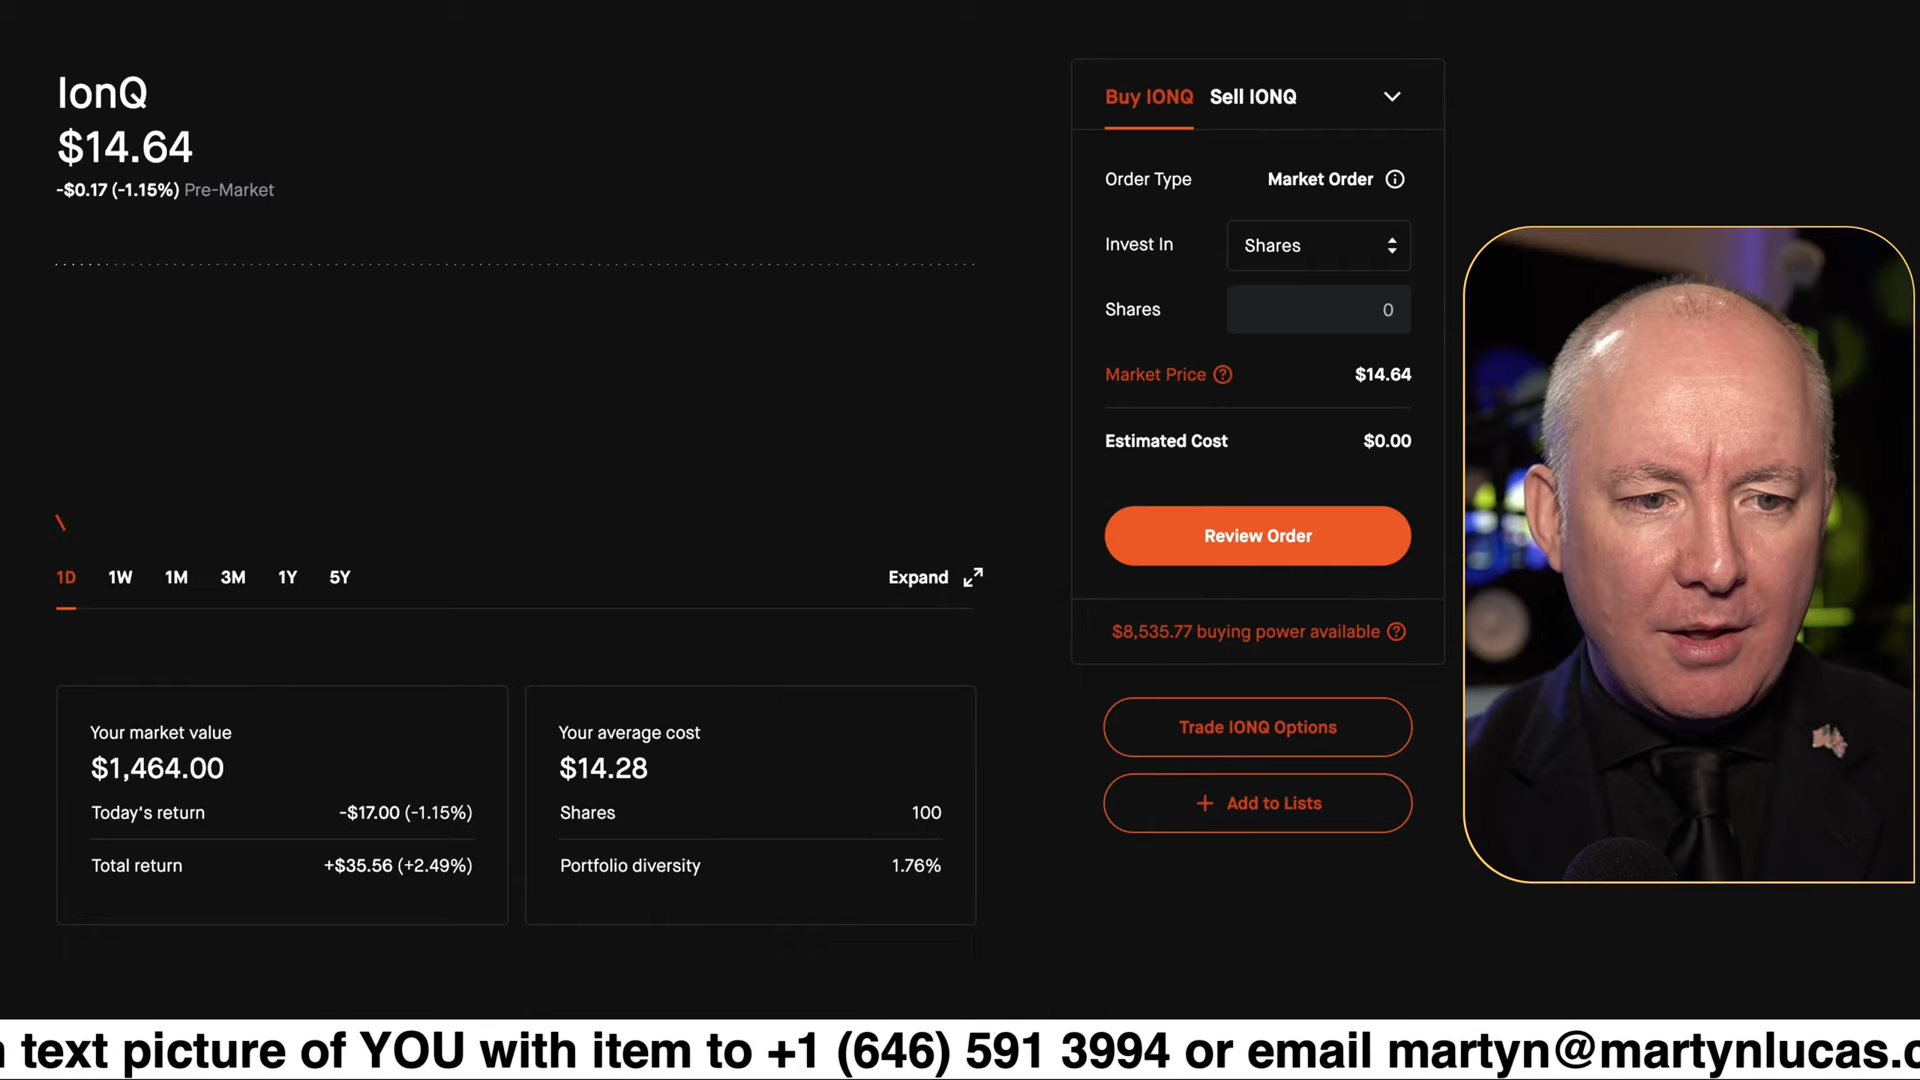 IonQ
$14.64
-$0.17 (-1.15%) Pre-Market
1D 1W 1M 3M 1Y 5Y Expand
Your market value
$1,464.00
Today's return -$17.00 (-1.15%)
Total return +$35.56 (+2.49%)
Your average cost
$14.28
Shares 100
Portfolio diversity 1.76%
Buy IONQ Sell IONQ
Order Type Market Order
Invest In Shares
Shares 0
Market Price $14.64
Estimated Cost $0.00
Review Order
$8,535.77 buying power available
Trade IONQ Options
+ Add to Lists
text picture of YOU with item to +1 (646) 591 3994 or email martyn@martynlucas.c